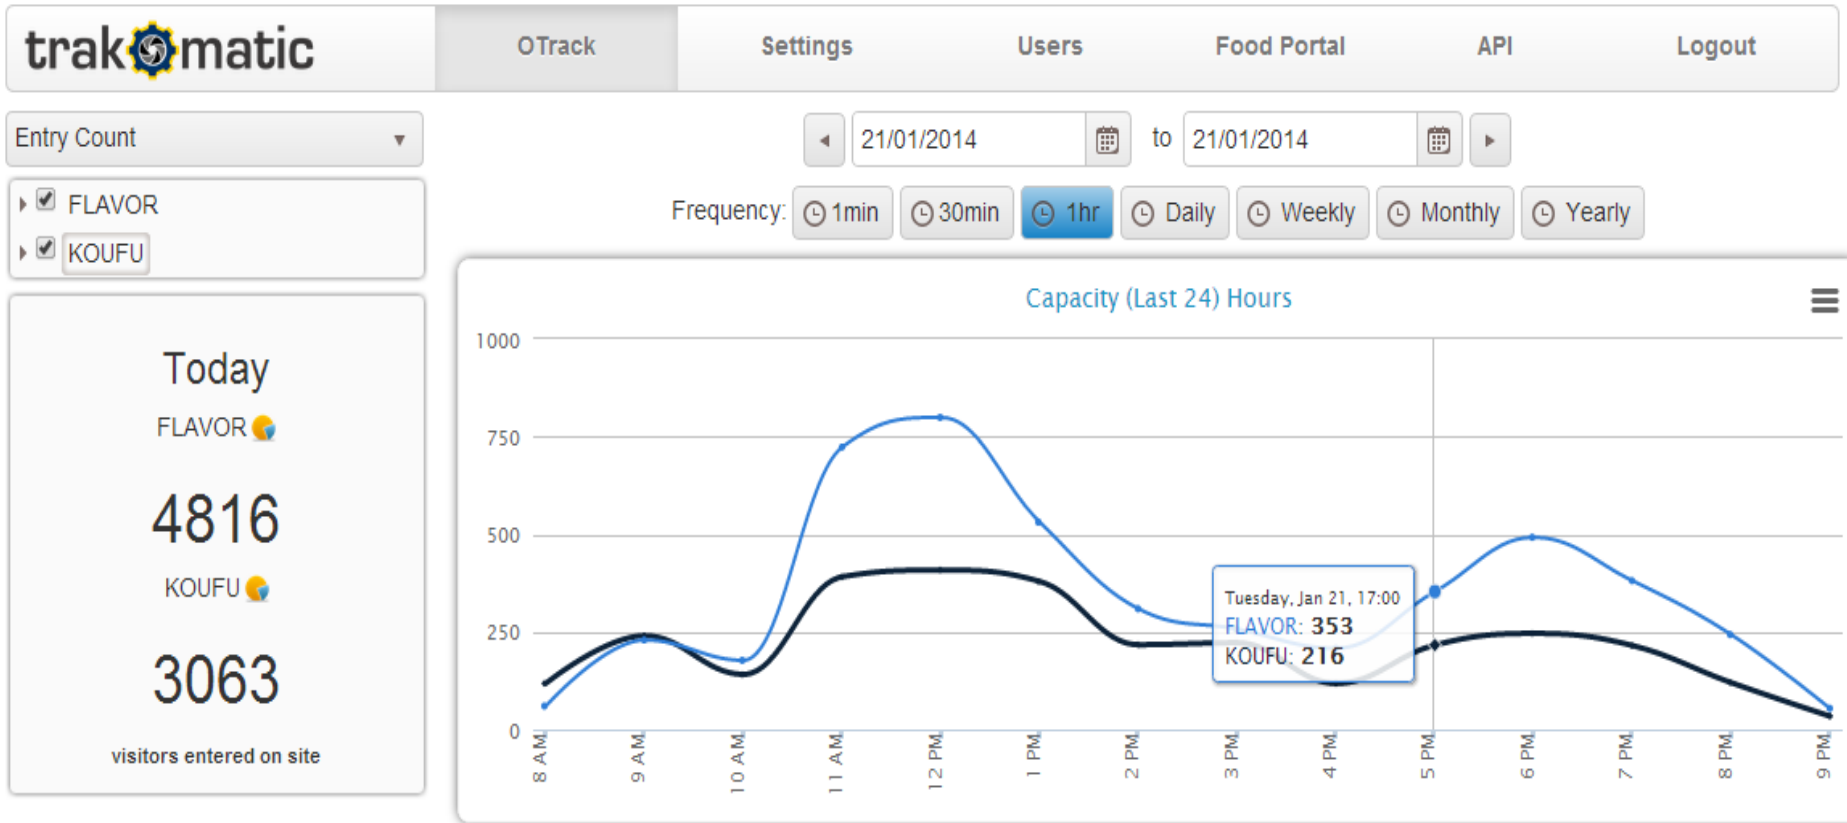 trakomatic
OTrack
Settings
Users
Food Portal
API
Logout
Entry Count
21/01/2014
to
21/01/2014
FLAVOR
KOUFU
Frequency:
1min
30min
1hr
Daily
Weekly
Monthly
Yearly
Today
FLAVOR
4816
KOUFU
3063
visitors entered on site
Capacity (Last 24) Hours
1000
750
500
250
0
Tuesday, Jan 21, 17:00
FLAVOR: 353
KOUFU: 216
8 AM
9 AM
10 AM
11 AM
12 PM
1 PM
2 PM
3 PM
4 PM
5 PM
6 PM
7 PM
8 PM
9 PM